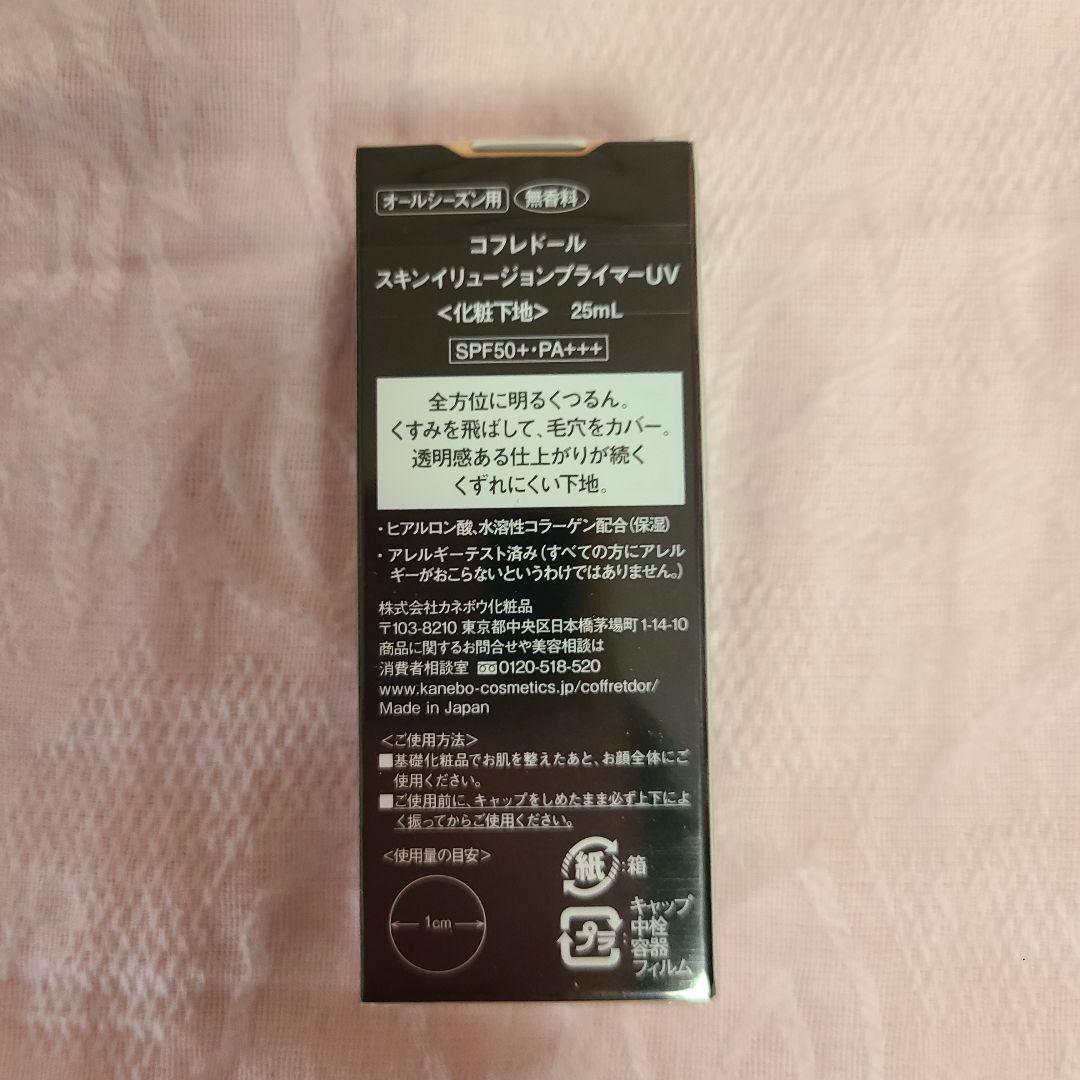 オールシーズン用 無香料
コフレドール
スキンイリュージョンプライマーUV
＜化粧下地＞ 25mL
SPF50+･PA+++
全方位に明るくつるん。
くすみを飛ばして、毛穴をカバー。
透明感ある仕上がりが続く
くずれにくい下地。
・ヒアルロン酸、水溶性コラーゲン配合(保湿)
・アレルギーテスト済み(すべての方にアレル
ギーがおこらないというわけではありません。)
株式会社カネボウ化粧品
〒103-8210 東京都中央区日本橋茅場町1-14-10
商品に関するお問合せや美容相談は
消費者相談室 0120-518-520
www.kanebo-cosmetics.jp/coffretdor/
Made in Japan
＜ご使用方法＞
■基礎化粧品でお肌を整えたあと、お顔全体にご
使用ください。
■ご使用前に、キャップをしめたまま必ず上下によ
く振ってからご使用ください。
＜使用量の目安＞
1cm
紙:箱
プラ
キャップ
中栓
容器
フィルム